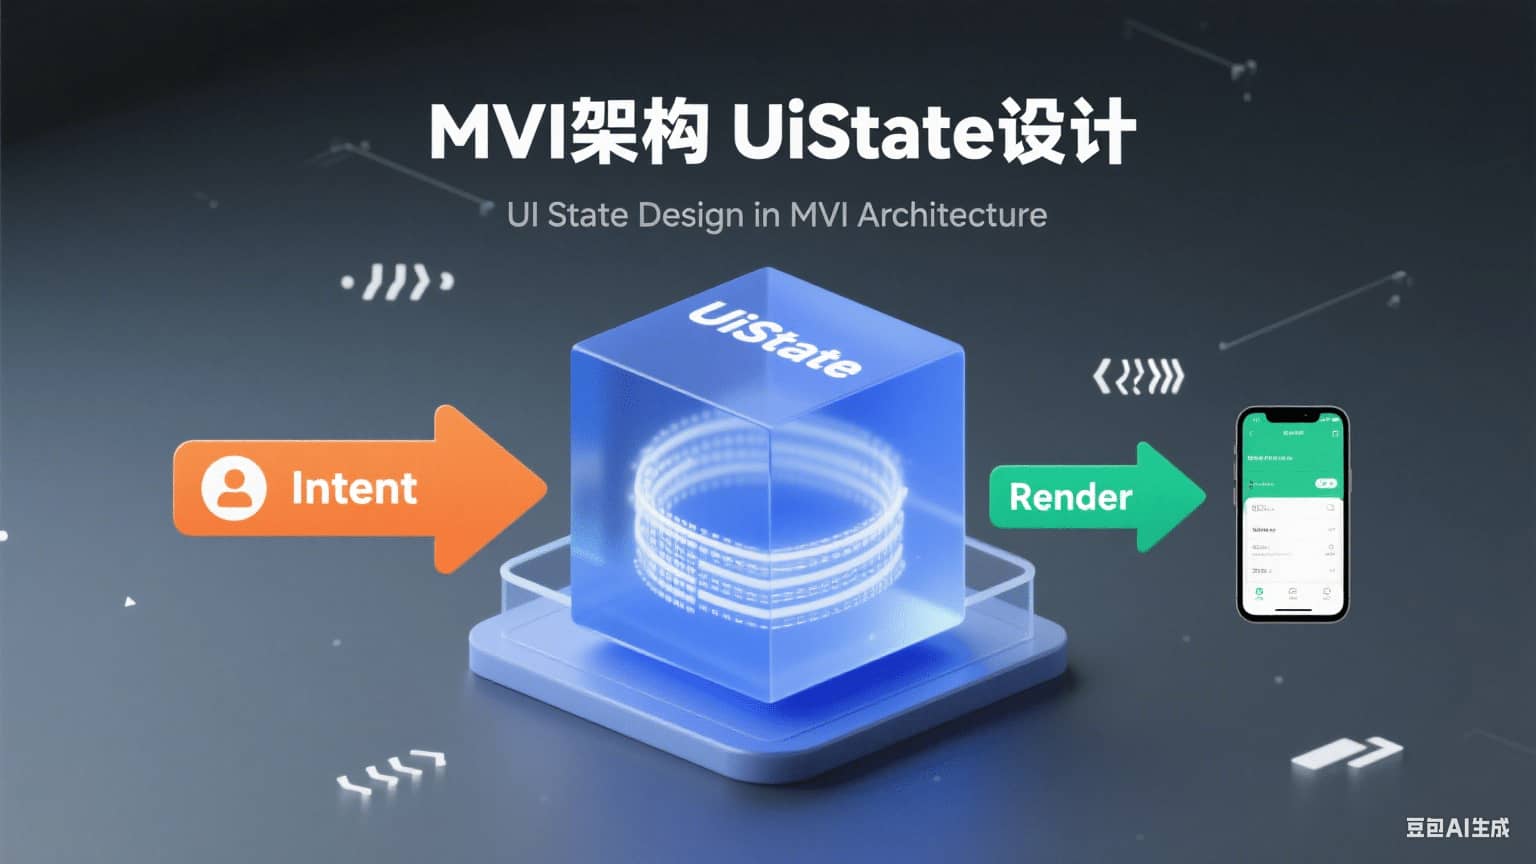 MVI架构 UiState设计
UI State Design in MVI Architecture
UiState
Intent
Render
豆包AI生成